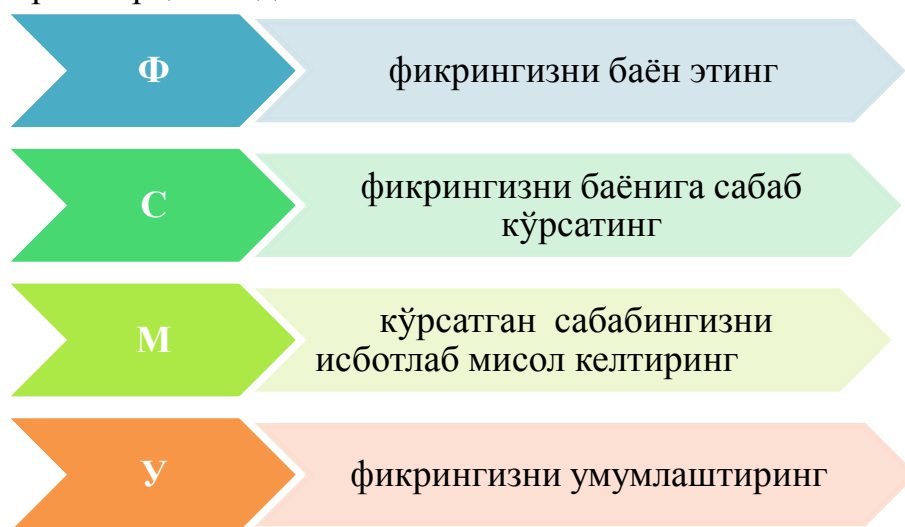 Ф
фикрингизни баён этинг
С
фикрингизни баёнига сабаб
кўрсатинг
М
кўрсатган сабабингизни
исботлаб мисол келтиринг
У
фикрингизни умумлаштиринг